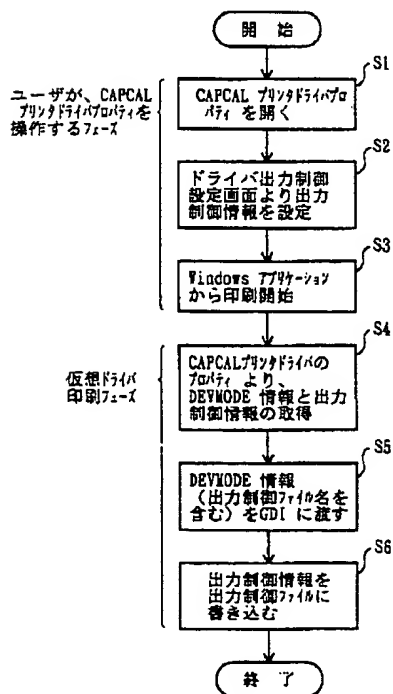 開 始
S1
ユーザが、CAPCAL
プリンタドライバプロパティを
操作するフェーズ
CAPCAL プリンタドライバプロ
パティ を開く
S2
ドライバ出力制御
設定画面より出力
制御情報を設定
S3
Windows アプリケーション
から印刷開始
S4
仮想ドライバ
印刷フェーズ
CAPCALプリンタドライバの
プロパティ より、
DEVMODE 情報と出力
制御情報の取得
S5
DEVMODE 情報
(出力制御ファイル名を
含む)をGDI に渡す
S6
出力制御情報を
出力制御ファイルに
書き込む
終 了